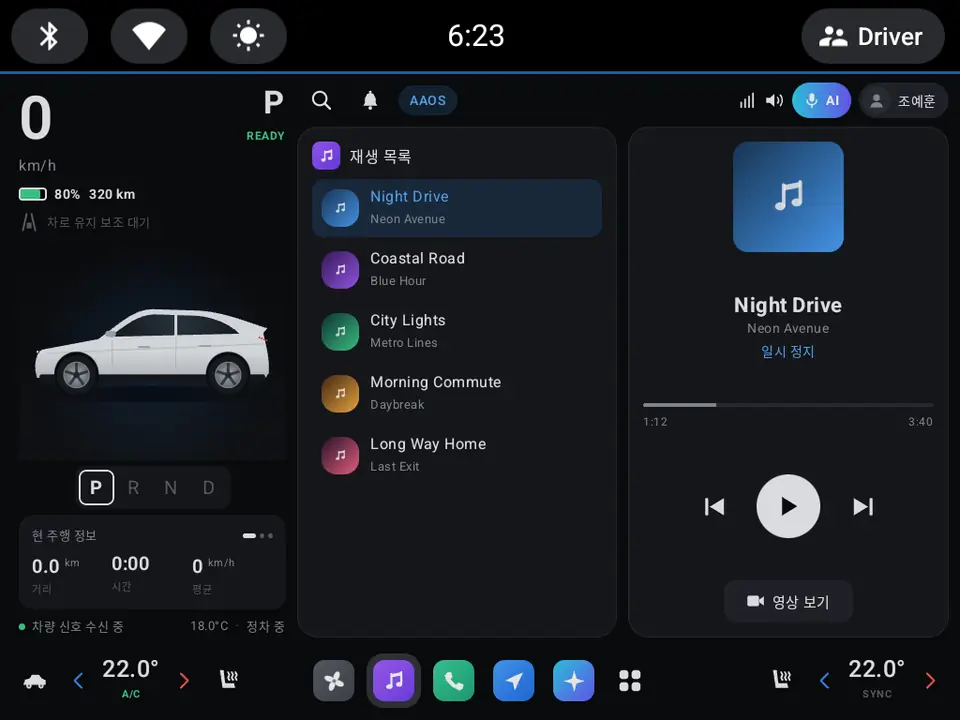 6:23
Driver
0
P
READY
km/h
80% 320 km
차로 유지 보조 대기
P R N D
현 주행 정보
0.0 km
0:00
0 km/h
거리
시간
평균
차량 신호 수신 중
18.0°C · 정차 중
AAOS
AI
조예훈
재생 목록
Night Drive
Neon Avenue
Coastal Road
Blue Hour
City Lights
Metro Lines
Morning Commute
Daybreak
Long Way Home
Last Exit
Night Drive
Neon Avenue
일시 정지
1:12
3:40
영상 보기
22.0°
A/C
22.0°
SYNC